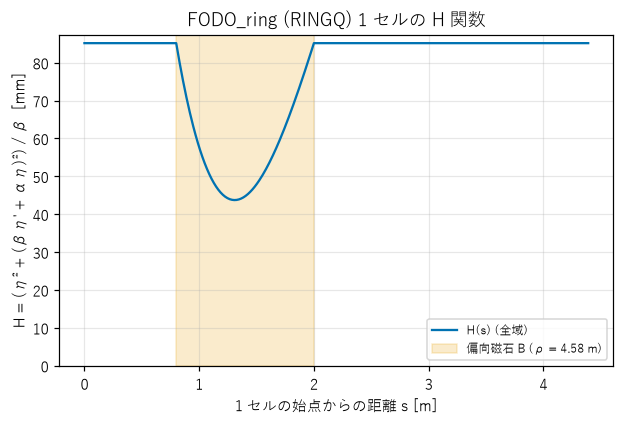 FODO_ring (RINGQ) 1 セルの H 関数
H = ( η² + ( β η' + α η )²) / β [mm]
80
70
60
50
40
30
20
10
0
0
1
2
3
4
1 セルの始点からの距離 s [m]
H(s) (全域)
偏向磁石 B ( ρ = 4.58 m)